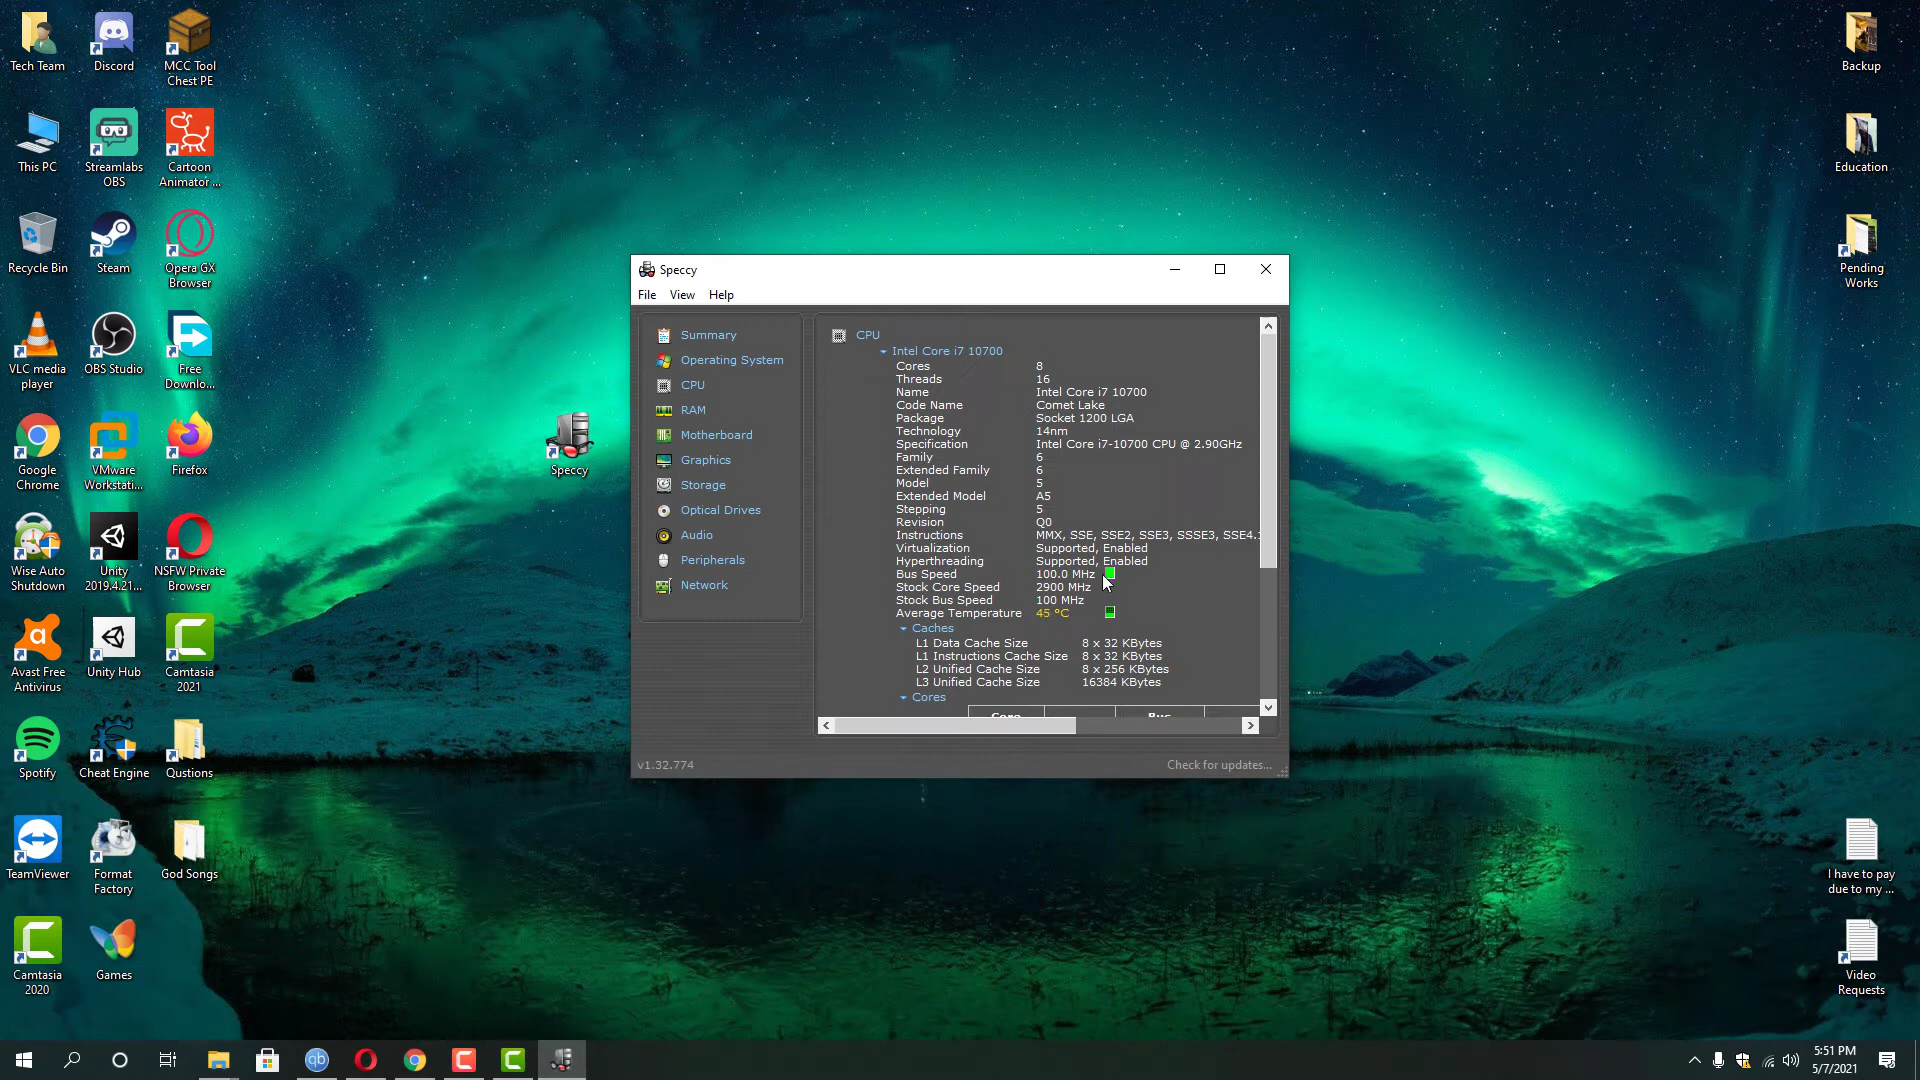 Tech Team
Discord
MCC Tool
Chest PE
This PC
Streamlabs
OBS
Cartoon
Animator ...
Recycle Bin
Steam
Opera GX
Browser
VLC media
player
OBS Studio
Free
Downlo...
Google
Chrome
VMware
Workstati...
Firefox
Wise Auto
Shutdown
Unity
2019.4.21...
NSFW Private
Browser
Avast Free
Antivirus
Unity Hub
Camtasia
2021
Spotify
Cheat Engine
Qustions
TeamViewer
Format
Factory
God Songs
Camtasia
2020
Games
Speccy
Speccy
File View Help
Summary
Operating System
CPU
RAM
Motherboard
Graphics
Storage
Optical Drives
Audio
Peripherals
Network
CPU
Intel Core i7 10700
Cores 8
Threads 16
Name Intel Core i7 10700
Code Name Comet Lake
Package Socket 1200 LGA
Technology 14nm
Specification Intel Core i7-10700 CPU @ 2.90GHz
Family 6
Extended Family 6
Model 5
Extended Model A5
Stepping 5
Revision Q0
Instructions MMX, SSE, SSE2, SSE3, SSSE3, SSE4.
Virtualization Supported, Enabled
Hyperthreading Supported, Enabled
Bus Speed 100.0 MHz
Stock Core Speed 2900 MHz
Stock Bus Speed 100 MHz
Average Temperature 45 °C
Caches
L1 Data Cache Size 8 x 32 KBytes
L1 Instructions Cache Size 8 x 32 KBytes
L2 Unified Cache Size 8 x 256 KBytes
L3 Unified Cache Size 16384 KBytes
Cores
Core Bus
v1.32.774
Check for updates...
Backup
Education
Pending
Works
I have to pay
due to my ...
Video
Requests
qb
5:51 PM
5/7/2021